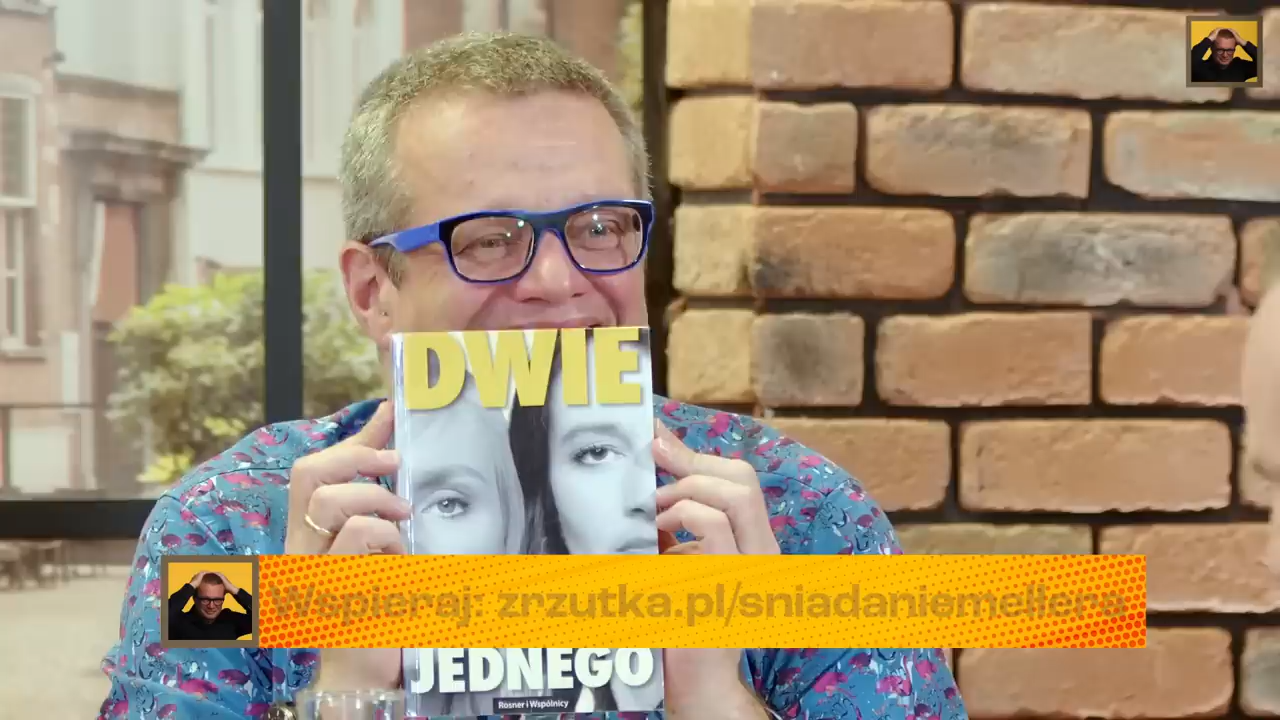 DWIE
Wspieraj: zrzutka.pl/sniadaniemellera
JEDNEGO
Rosner i Wspólnicy